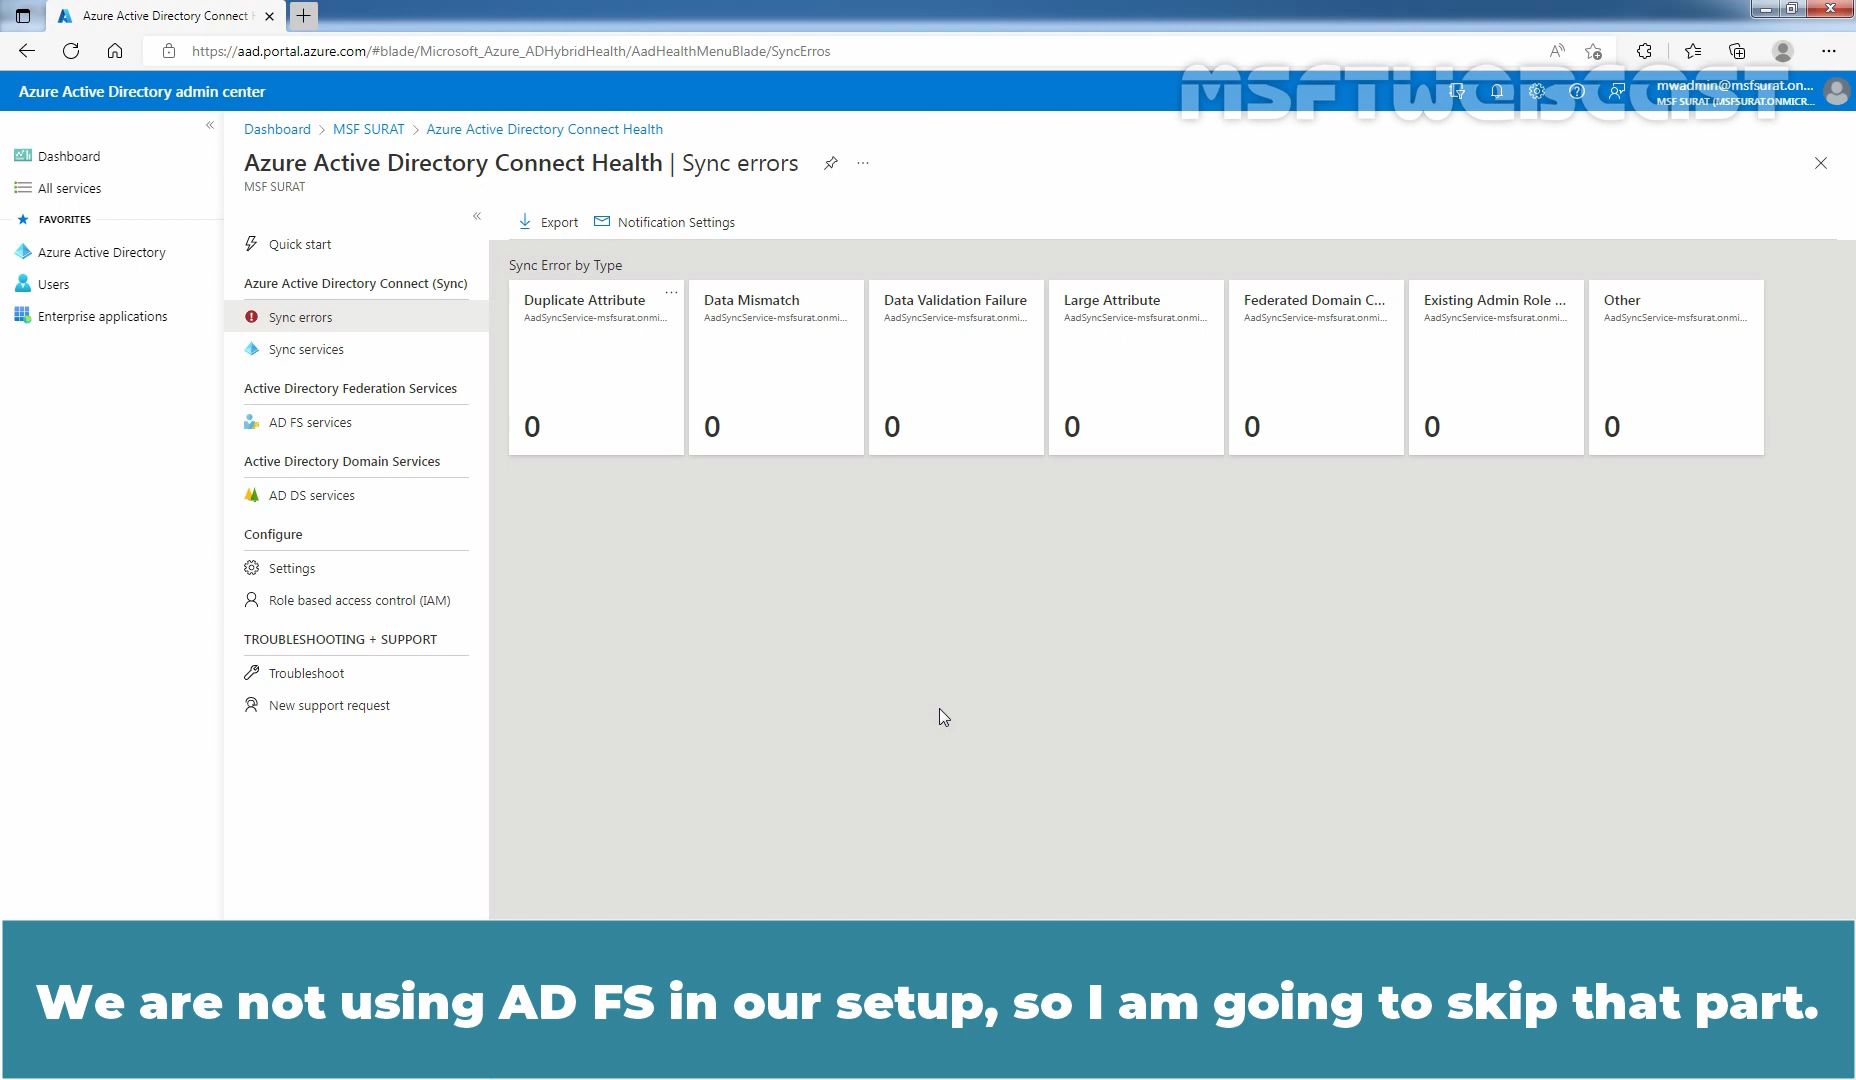 Azure Active Directory Connect H
https://aad.portal.azure.com/#blade/Microsoft_Azure_ADHybridHealth/AadHealthMenuBlade/SyncErros
MSFTWEBCAST
Azure Active Directory admin center
mwadmin@msfsurat.on...
MSF SURAT (MSFSURAT.ONMICR...
Dashboard > MSF SURAT > Azure Active Directory Connect Health
Azure Active Directory Connect Health | Sync errors
MSF SURAT
Dashboard
All services
FAVORITES
Azure Active Directory
Users
Enterprise applications
Quick start
Azure Active Directory Connect (Sync)
Sync errors
Sync services
Active Directory Federation Services
AD FS services
Active Directory Domain Services
AD DS services
Configure
Settings
Role based access control (IAM)
TROUBLESHOOTING + SUPPORT
Troubleshoot
New support request
Export Notification Settings
Sync Error by Type
Duplicate Attribute
AadSyncService-msfsurat.onmi...
0
Data Mismatch
AadSyncService-msfsurat.onmi...
0
Data Validation Failure
AadSyncService-msfsurat.onmi...
0
Large Attribute
AadSyncService-msfsurat.onmi...
0
Federated Domain C...
AadSyncService-msfsurat.onmi...
0
Existing Admin Role ...
AadSyncService-msfsurat.onmi...
0
Other
AadSyncService-msfsurat.onmi...
0
We are not using AD FS in our setup, so I am going to skip that part.